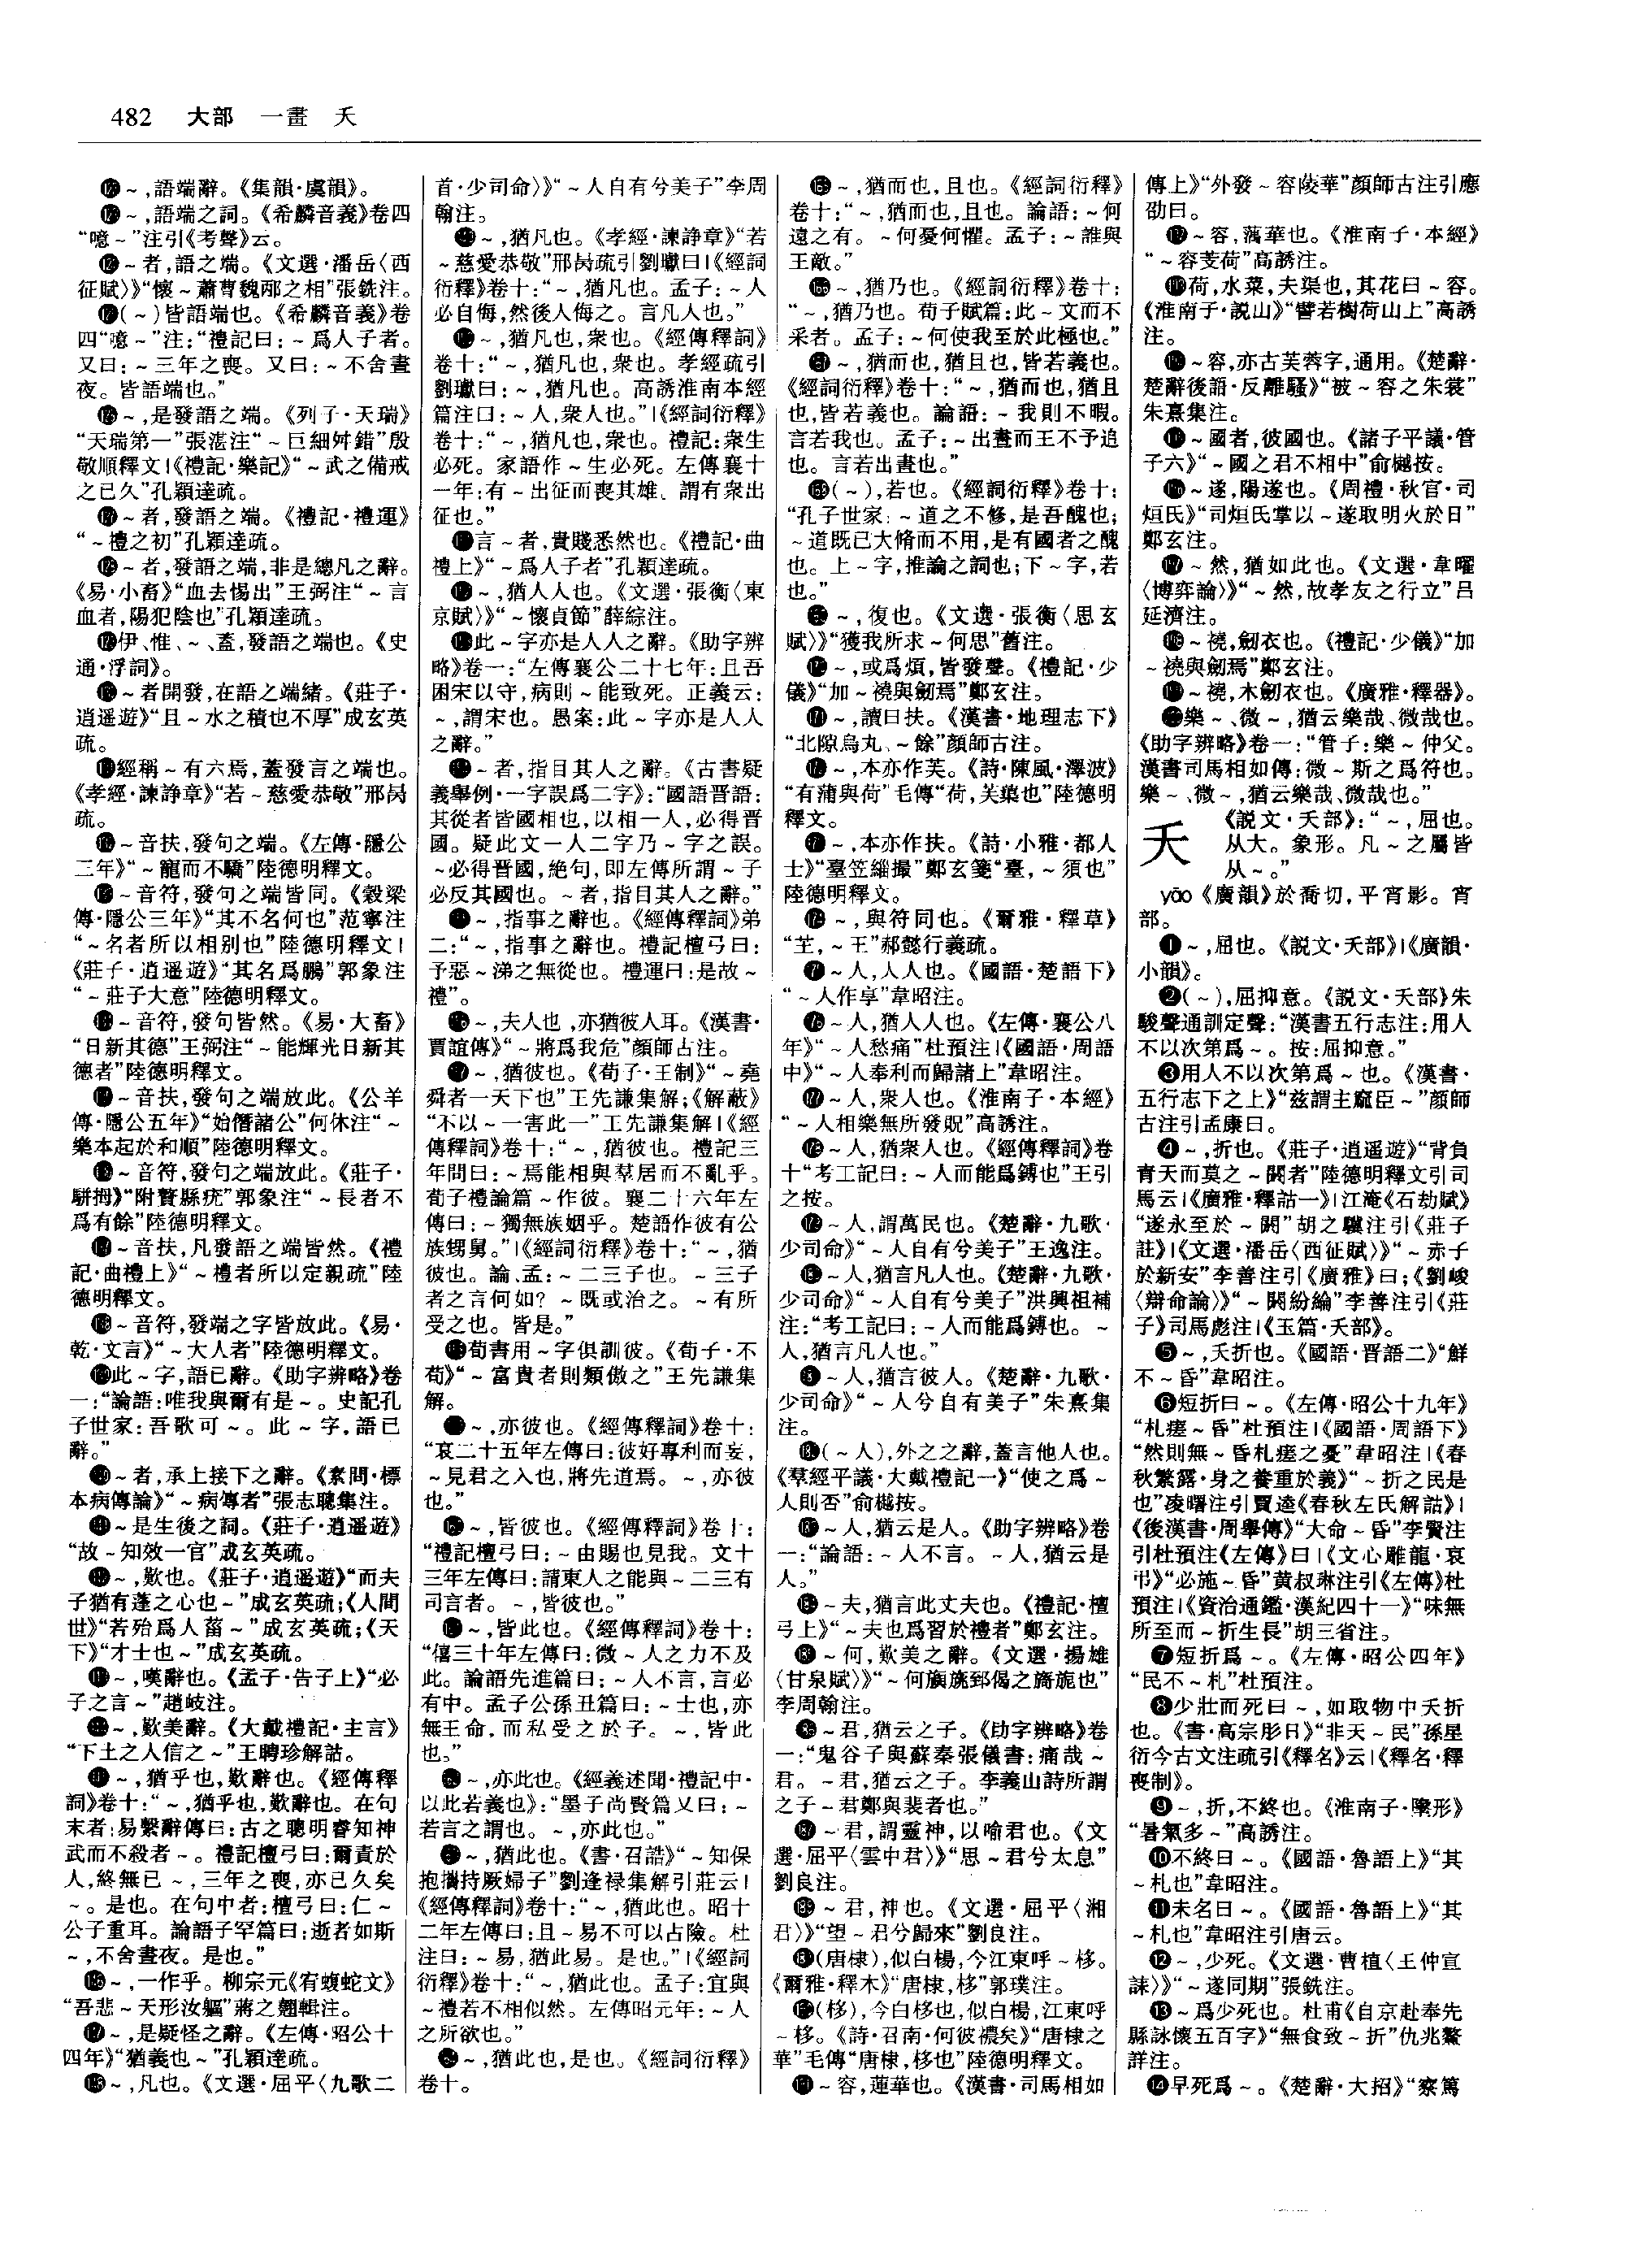 482 大部 一畫 夭
～,語端辭。《集韻·虞韻》。
～,語端之詞。《希麟音義》卷四
“噫～”注引《考聲》云。
～者,語之端。《文選·潘岳〈西
征賦〉》“懷～蕭曹魏邴之相”張銑注。
(～)皆語端也。《希麟音義》卷
四“噫～”注:“禮記曰:～爲人子者。
又曰:～三年之喪。又曰:～不舍晝
夜。皆語端也。”
～,是發語之端。《列子·天瑞》
“天瑞第一”張湛注“～巨細舛錯”殷
敬順釋文|《禮記·樂記》“～武之備戒
之已久”孔穎達疏。
～者,發語之端。《禮記·禮運》
“～禮之初”孔穎達疏。
～者,發語之端,非是總凡之辭。
《易·小畜》“血去惕出”王弼注“～言
血者,陽犯陰也”孔穎達疏。
伊、惟、～、蓋,發語之端也。《史
通·浮詞》。
～者開發,在語之端緒。《莊子·
逍遥遊》“且～水之積也不厚”成玄英
疏。
經稱～有六焉,蓋發言之端也。
《孝經·諫諍章》“若～慈愛恭敬”邢昺
疏。
～音扶,發句之端。《左傳·隱公
三年》“～寵而不驕”陸德明釋文。
～音符,發句之端皆同。《穀梁
傳·隱公三年》“其不名何也”范寧注
“～名者所以相别也”陸德明釋文|
《莊子·逍遥遊》“其名爲鵬”郭象注
“～莊子大意”陸德明釋文。
～音符,發句皆然。《易·大畜》
“日新其德”王弼注“～能輝光日新其
德者”陸德明釋文。
～音扶,發句之端放此。《公羊
傳·隱公五年》“始僭諸公”何休注“～
樂本起於和順”陸德明釋文。
～音符,發句之端放此。《莊子·
駢拇》“附贅縣疣”郭象注“～長者不
爲有餘”陸德明釋文。
～音扶,凡發語之端皆然。《禮
記·曲禮上》“～禮者所以定親疏”陸
德明釋文。
～音符,發端之字皆放此。《易·
乾·文言》“～大人者”陸德明釋文。
此～字,語已辭。《助字辨略》卷
一:“論語:唯我與爾有是～。史記孔
子世家:吾歌可～。此～字,語已
辭。”
～者,承上接下之辭。《素問·標
本病傳論》“～病傳者”張志聰集注。
～是生後之詞。《莊子·逍遥遊》
“故～知效一官”成玄英疏。
～,歎也。《莊子·逍遥遊》“而夫
子猶有蓬之心也～”成玄英疏;《人間
世》“若殆爲人菑～”成玄英疏;《天
下》“才士也～”成玄英疏。
～,嘆辭也。《孟子·告子上》“必
子之言～”趙岐注。
～,歎美辭。《大戴禮記·主言》
“下土之人信之～”王聘珍解詁。
～,猶乎也,歎辭也。《經傳釋
詞》卷十:“～,猶乎也,歎辭也。在句
末者:易繫辭傳曰:古之聰明睿知神
武而不殺者～。禮記檀弓曰:爾責於
人,終無已～,三年之喪,亦已久矣
～。是也。在句中者:檀弓曰:仁～
公子重耳。論語子罕篇曰:逝者如斯
～,不舍晝夜。是也。”
～,一作乎。柳宗元《宥蝮蛇文》
“吾悲～天形汝軀”蔣之翹輯注。
～,是疑怪之辭。《左傳·昭公十
四年》“猶義也～”孔穎達疏。
～,凡也。《文選·屈平〈九歌二
首·少司命〉》“～人自有兮美子”李周
翰注。
～,猶凡也。《孝經·諫諍章》“若
～慈愛恭敬”邢昺疏引劉瓛曰|《經詞
衍釋》卷十:“～,猶凡也。孟子:～人
必自侮,然後人侮之。言凡人也。”
～,猶凡也,衆也。《經傳釋詞》
卷十:“～,猶凡也,衆也。孝經疏引
劉瓛曰:～,猶凡也。高誘淮南本經
篇注曰:～人,衆人也。”|《經詞衍釋》
卷十:“～,猶凡也,衆也。禮記:衆生
必死。家語作～生必死。左傳襄十
一年:有～出征而喪其雄。謂有衆出
征也。”
言～者,貴賤悉然也。《禮記·曲
禮上》“～爲人子者”孔穎達疏。
～,猶人人也。《文選·張衡〈東
京賦〉》“～懷貞節”薛綜注。
此～字亦是人人之辭。《助字辨
略》卷一:“左傳襄公二十七年:且吾
因宋以守,病則～能致死。正義云:
～,謂宋也。愚案:此～字亦是人人
之辭。”
～者,指目其人之辭。《古書疑
義舉例·一字誤爲二字》:“國語晉語:
其從者皆國相也,以相一人,必得晉
國。疑此文一人二字乃～字之誤。
～必得晉國,絶句,即左傳所謂～子
必反其國也。～者,指目其人之辭。”
～,指事之辭也。《經傳釋詞》弟
二:“～,指事之辭也。禮記檀弓曰:
予惡～涕之無從也。禮運曰:是故～
禮”。
～,夫人也,亦猶彼人耳。《漢書·
賈誼傳》“～將爲我危”顔師古注。
～,猶彼也。《荀子·王制》“～堯
舜者一天下也”王先謙集解;《解蔽》
“不以～一害此一”王先謙集解|《經
傳釋詞》卷十:“～,猶彼也。禮記三
年問曰:～焉能相與羣居而不亂乎。
荀子禮論篇～作彼。襄二十六年左
傳曰:～獨無族姻乎。楚語作彼有公
族甥舅。”|《經詞衍釋》卷十:“～,猶
彼也。論、孟:～二三子也。～三子
者之言何如?～既或治之。～有所
受之也。皆是。”
荀書用～字俱訓彼。《荀子·不
苟》“～富貴者則類傲之”王先謙集
解。
～,亦彼也。《經傳釋詞》卷十:
“哀二十五年左傳曰:彼好專利而妄,
～見君之入也,將先道焉。～,亦彼
也。”
～,皆彼也。《經傳釋詞》卷十:
“禮記檀弓曰:～由賜也見我。文十
三年左傳曰:請東人之能與～二三有
司言者。～,皆彼也。”
～,皆此也。《經傳釋詞》卷十:
“僖三十年左傳曰:微～人之力不及
此。論語先進篇曰:～人不言,言必
有中。孟子公孫丑篇曰:～士也,亦
無王命,而私受之於子。～,皆此
也。”
～,亦此也。《經義述聞·禮記中·
以此若義也》:“墨子尚賢篇又曰:～
若言之謂也。～,亦此也。”
～,猶此也。《書·召誥》“～知保
抱攜持厥婦子”劉逢禄集解引莊云|
《經傳釋詞》卷十:“～,猶此也。昭十
二年左傳曰:且～易不可以占險。杜
注曰:～易,猶此易。是也。”|《經詞
衍釋》卷十:“～,猶此也。孟子:宜與
～禮若不相似然。左傳昭元年:～人
之所欲也。”
～,猶此也,是也。《經詞衍釋》
卷十。
～,猶而也,且也。《經詞衍釋》
卷十:“～,猶而也,且也。論語:～何
遠之有。～何憂何懼。孟子:～誰與
王敵。”
～,猶乃也。《經詞衍釋》卷十:
“～,猶乃也。荀子賦篇:此～文而不
采者。孟子:～何使我至於此極也。”
～,猶而也,猶且也,皆若義也。
《經詞衍釋》卷十:“～,猶而也,猶且
也,皆若義也。論語:～我則不暇。
言若我也。孟子:～出晝而王不予追
也。言若出晝也。”
(～),若也。《經詞衍釋》卷十:
“孔子世家:～道之不修,是吾醜也;
～道既已大脩而不用,是有國者之醜
也。上～字,推論之詞也;下～字,若
也。”
～,復也。《文選·張衡〈思玄
賦〉》“獲我所求～何思”舊注。
～,或爲煩,皆發聲。《禮記·少
儀》“加～襓與劒焉”鄭玄注。
～,讀曰扶。《漢書·地理志下》
“北隙烏丸、～餘”顔師古注。
～,本亦作芙。《詩·陳風·澤波》
“有蒲與荷”毛傳“荷,芙蕖也”陸德明
釋文。
～,本亦作扶。《詩·小雅·都人
士》“臺笠緇撮”鄭玄箋“臺,～須也”
陸德明釋文。
～,與符同也。《爾雅·釋草》
“芏,～王”郝懿行義疏。
～人,人人也。《國語·楚語下》
“～人作享”韋昭注。
～人,猶人人也。《左傳·襄公八
年》“～人愁痛”杜預注|《國語·周語
中》“～人奉利而歸諸上”韋昭注。
～人,衆人也。《淮南子·本經》
“～人相樂無所發貺”高誘注。
～人,猶衆人也。《經傳釋詞》卷
十“考工記曰:～人而能爲鎛也”王引
之按。
～人,謂萬民也。《楚辭·九歌·
少司命》“～人自有兮美子”王逸注。
～人,猶言凡人也。《楚辭·九歌·
少司命》“～人自有兮美子”洪興祖補
注:“考工記曰:～人而能爲鎛也。～
人,猶言凡人也。”
～人,猶言彼人。《楚辭·九歌·
少司命》“～人兮自有美子”朱熹集
注。
(～人),外之之辭,蓋言他人也。
《羣經平議·大戴禮記一》“使之爲～
人則否”俞樾按。
～人,猶云是人。《助字辨略》卷
一:“論語:～人不言。～人,猶云是
人。”
～夫,猶言此丈夫也。《禮記·檀
弓上》“～夫也爲習於禮者”鄭玄注。
～何,歎美之辭。《文選·揚雄
〈甘泉賦〉》“～何旟旐郅偈之旖旎也”
李周翰注。
～君,猶云之子。《助字辨略》卷
一:“鬼谷子與蘇秦張儀書:痛哉～
君。～君,猶云之子。李義山詩所謂
之子～君鄭與裴者也。”
～君,謂靈神,以喻君也。《文
選·屈平〈雲中君〉》“思～君兮太息”
劉良注。
～君,神也。《文選·屈平〈湘
君〉》“望～君兮歸來”劉良注。
(唐棣),似白楊,今江東呼～栘。
《爾雅·釋木》“唐棣,栘”郭璞注。
(栘),今白栘也,似白楊,江東呼
～栘。《詩·召南·何彼襛矣》“唐棣之
華”毛傳“唐棣,栘也”陸德明釋文。
～容,蓮華也。《漢書·司馬相如
傳上》“外發～容蔆華”顔師古注引應
劭曰。
～容,蕅華也。《淮南子·本經》
“～容芰荷”高誘注。
荷,水菜,夫渠也,其花曰～容。
《淮南子·説山》“譬若樹荷山上”高誘
注。
～容,亦古芙蓉字,通用。《楚辭·
楚辭後語·反離騷》“被～容之朱裳”
朱熹集注。
～國者,彼國也。《諸子平議·管
子六》“～國之君不相中”俞樾按。
～遂,陽遂也。《周禮·秋官·司
烜氏》“司烜氏掌以～遂取明火於日”
鄭玄注。
～然,猶如此也。《文選·韋曜
〈博弈論〉》“～然,故孝友之行立”吕
延濟注。
～襓,劒衣也。《禮記·少儀》“加
～襓與劒焉”鄭玄注。
～襓,木劒衣也。《廣雅·釋器》。
樂～、微～,猶云樂哉、微哉也。
《助字辨略》卷一:“管子:樂～仲父。
漢書司馬相如傳:微～斯之爲符也。
樂～、微～,猶云樂哉、微哉也。”
夭 《説文·夭部》:“～,屈也。
从大。象形。凡～之屬皆
从～。”
yāo《廣韻》於喬切,平宵影。宵
部。
❶～,屈也。《説文·夭部》|《廣韻·
小韻》。
❷(～),屈抑意。《説文·夭部》朱
駿聲通訓定聲:“漢書五行志注:用人
不以次第爲～。按:屈抑意。”
❸用人不以次第爲～也。《漢書·
五行志下之上》“兹謂主窳臣～”顔師
古注引孟康曰。
❹～,折也。《莊子·逍遥遊》“背負
青天而莫之～閼者”陸德明釋文引司
馬云|《廣雅·釋詁一》|江淹《石劫賦》
“遂永至於～閼”胡之驥注引《莊子
註》|《文選·潘岳〈西征賦〉》“～赤子
於新安”李善注引《廣雅》曰;《劉峻
〈辯命論〉》“～閼紛綸”李善注引《莊
子》司馬彪注|《玉篇·夭部》。
❺～,夭折也。《國語·晉語二》“鮮
不～昏”韋昭注。
❻短折曰～。《左傳·昭公十九年》
“札瘥～昏”杜預注|《國語·周語下》
“然則無～昏札瘥之憂”韋昭注|《春
秋繁露·身之養重於義》“～折之民是
也”凌曙注引賈逵《春秋左氏解詁》|
《後漢書·周舉傳》“大命～昏”李賢注
引杜預注《左傳》曰|《文心雕龍·哀
弔》“必施～昏”黄叔琳注引《左傳》杜
預注|《資治通鑑·漢紀四十一》“味無
所至而～折生長”胡三省注。
❼短折爲～。《左傳·昭公四年》
“民不～札”杜預注。
❽少壯而死曰～,如取物中夭折
也。《書·高宗肜日》“非天～民”孫星
衍今古文注疏引《釋名》云|《釋名·釋
喪制》。
❾～,折,不終也。《淮南子·墬形》
“暑氣多～”高誘注。
❿不終曰～。《國語·魯語上》“其
～札也”韋昭注。
⓫未名曰～。《國語·魯語上》“其
～札也”韋昭注引唐云。
⓬～,少死。《文選·曹植〈王仲宣
誄〉》“～遂同期”張銑注。
⓭～爲少死也。杜甫《自京赴奉先
縣詠懷五百字》“無食致～折”仇兆鰲
詳注。
⓮早死爲～。《楚辭·大招》“察篤